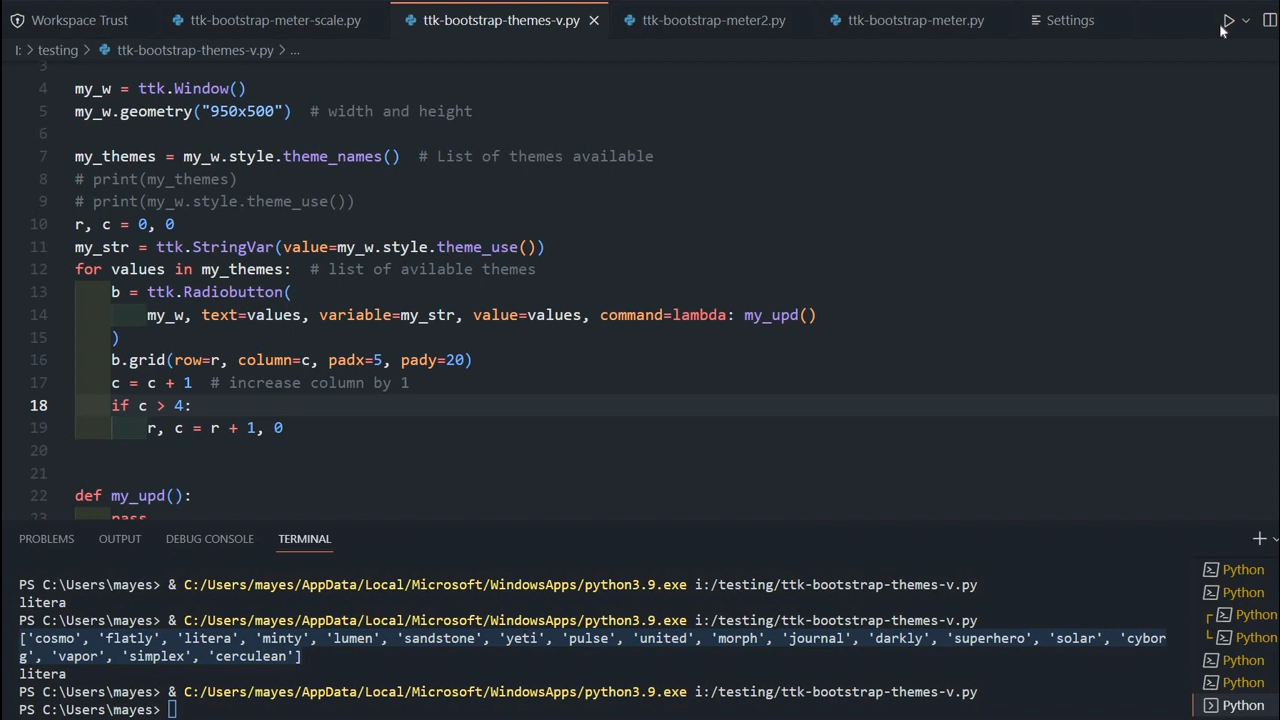 Workspace Trust ttk-bootstrap-meter-scale.py ttk-bootstrap-themes-v.py ttk-bootstrap-meter2.py ttk-bootstrap-meter.py Settings
I: > testing > ttk-bootstrap-themes-v.py > ...
3
4 my_w = ttk.Window()
5 my_w.geometry("950x500")  # width and height
6
7 my_themes = my_w.style.theme_names()  # List of themes available
8 # print(my_themes)
9 # print(my_w.style.theme_use())
10 r, c = 0, 0
11 my_str = ttk.StringVar(value=my_w.style.theme_use())
12 for values in my_themes:  # list of avilable themes
13     b = ttk.Radiobutton(
14         my_w, text=values, variable=my_str, value=values, command=lambda: my_upd()
15     )
16     b.grid(row=r, column=c, padx=5, pady=20)
17     c = c + 1  # increase column by 1
18     if c > 4:
19         r, c = r + 1, 0
20
21
22 def my_upd():
23     pass
PROBLEMS OUTPUT DEBUG CONSOLE TERMINAL
PS C:\Users\mayes> & C:/Users/mayes/AppData/Local/Microsoft/WindowsApps/python3.9.exe i:/testing/ttk-bootstrap-themes-v.py
litera
PS C:\Users\mayes> & C:/Users/mayes/AppData/Local/Microsoft/WindowsApps/python3.9.exe i:/testing/ttk-bootstrap-themes-v.py
['cosmo', 'flatly', 'litera', 'minty', 'lumen', 'sandstone', 'yeti', 'pulse', 'united', 'morph', 'journal', 'darkly', 'superhero', 'solar', 'cybor
g', 'vapor', 'simplex', 'cerculean']
litera
PS C:\Users\mayes> & C:/Users/mayes/AppData/Local/Microsoft/WindowsApps/python3.9.exe i:/testing/ttk-bootstrap-themes-v.py
PS C:\Users\mayes>
Python
Python
Python
Python
Python
Python
Python